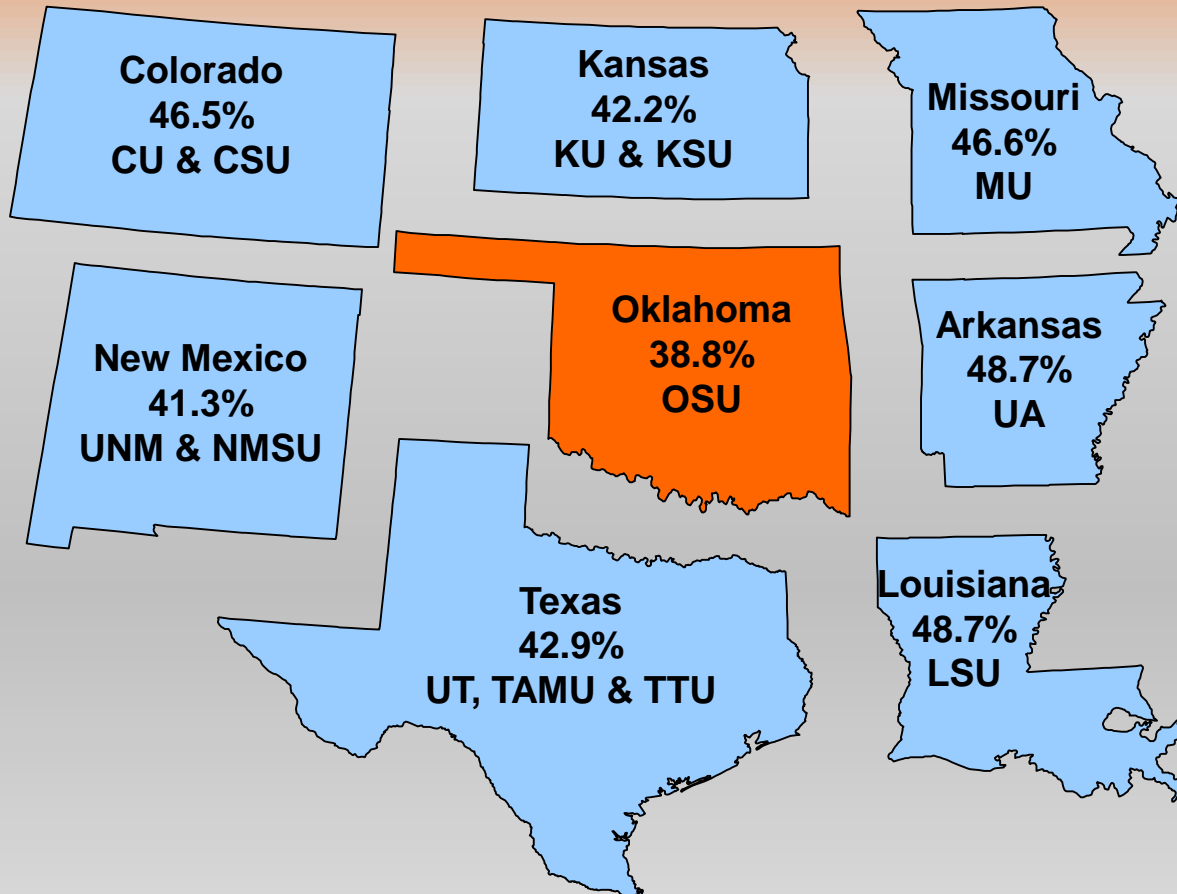 Colorado
46.5%
CU & CSU
Kansas
42.2%
KU & KSU
Missouri
46.6%
MU
New Mexico
41.3%
UNM & NMSU
Oklahoma
38.8%
OSU
Arkansas
48.7%
UA
Texas
42.9%
UT, TAMU & TTU
Louisiana
48.7%
LSU